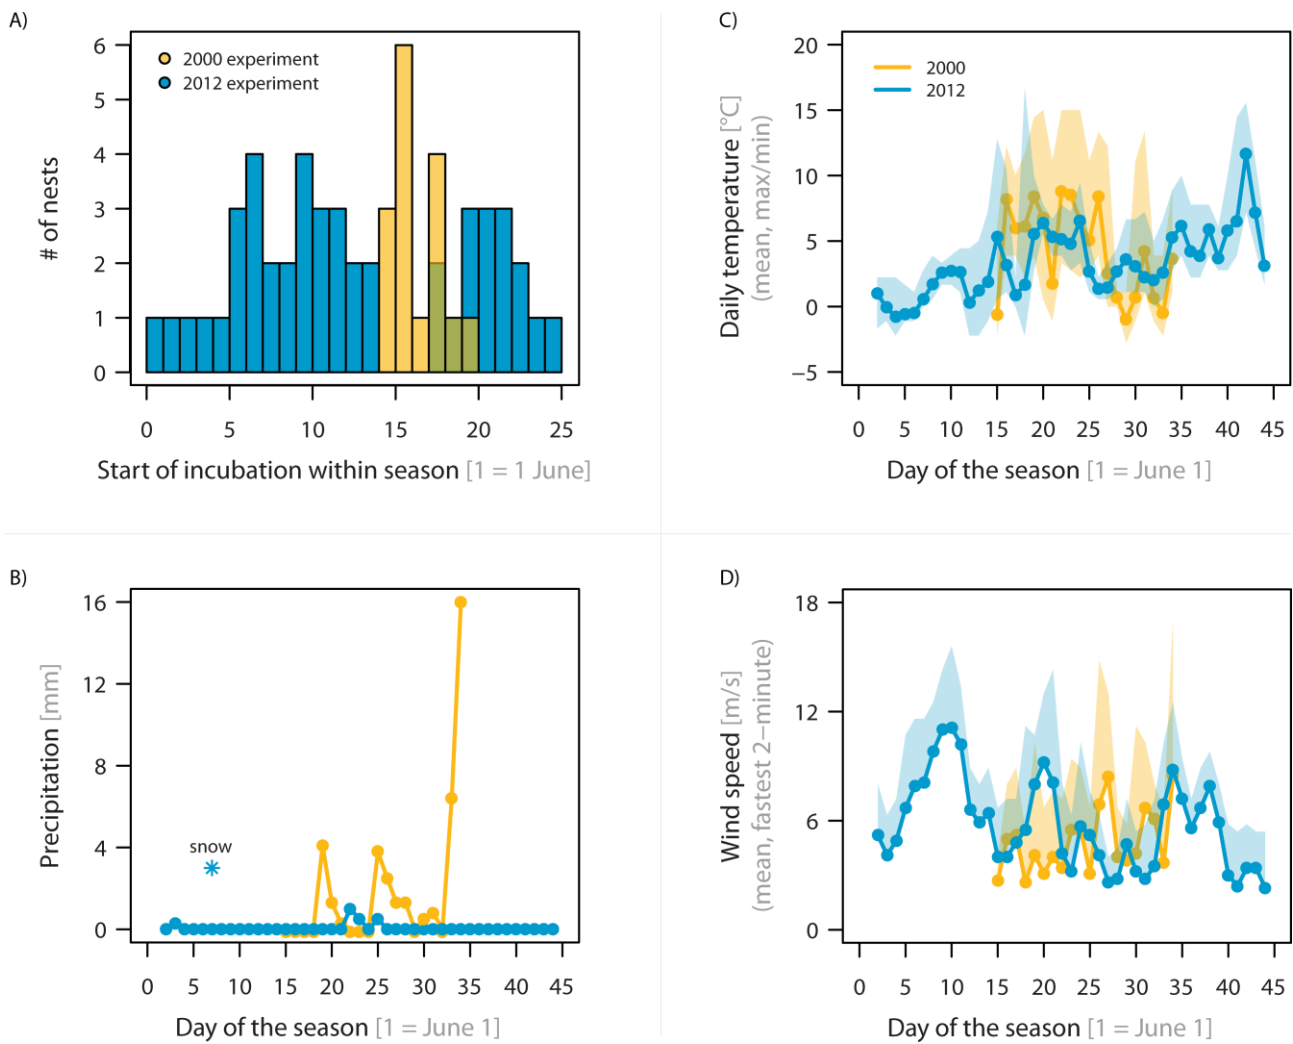 A)
2000 experiment
2012 experiment
# of nests
6
5
4
3
2
1
0
0 5 10 15 20 25
Start of incubation within season [1 = 1 June]
C)
2000
2012
Daily temperature [°C]
(mean, max/min)
20
15
10
5
0
−5
0 5 10 15 20 25 30 35 40 45
Day of the season [1 = June 1]
B)
Precipitation [mm]
16
12
8
4
0
snow
0 5 10 15 20 25 30 35 40 45
Day of the season [1 = June 1]
D)
Wind speed [m/s]
(mean, fastest 2−minute)
18
12
6
0
0 5 10 15 20 25 30 35 40 45
Day of the season [1 = June 1]